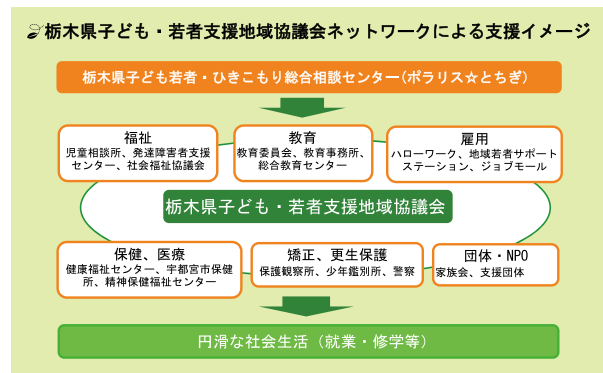 栃木県子ども・若者支援地域協議会ネットワークによる支援イメージ
栃木県子ども若者・ひきこもり総合相談センター(ポラリス☆とちぎ)
福祉
児童相談所、発達障害者支援
センター、社会福祉協議会
教育
教育委員会、教育事務所、
総合教育センター
雇用
ハローワーク、地域若者サポート
ステーション、ジョブモール
栃木県子ども・若者支援地域協議会
保健、医療
健康福祉センター、宇都宮市保健
所、精神保健福祉センター
矯正、更生保護
保護観察所、少年鑑別所、警察
団体・NPO
家族会、支援団体
円滑な社会生活（就業・修学等）